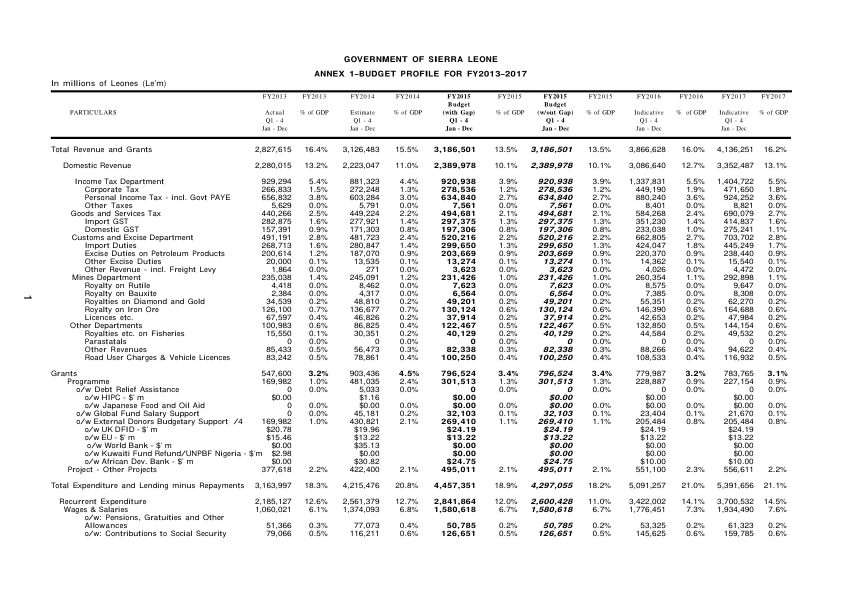 GOVERNMENT OF SIERRA LEONE
ANNEX 1-BUDGET PROFILE FOR FY2013-2017
In millions of Leones (Le'm)
FY2013 FY2013 FY2014 FY2014 FY2015 FY2015 FY2015 FY2015 FY2016 FY2016 FY2017 FY2017
Budget Budget
PARTICULARS Actual % of GDP Estimate % of GDP (with Gap) % of GDP (w/out Gap) % of GDP Indicative % of GDP Indicative % of GDP
Q1 - 4 Q1 - 4 Q1 - 4 Q1 - 4 Q1 - 4 Q1 - 4
Jan - Dec Jan - Dec Jan - Dec Jan - Dec Jan - Dec Jan - Dec
Total Revenue and Grants 2,827,615 16.4% 3,126,483 15.5% 3,186,501 13.5% 3,186,501 13.5% 3,866,628 16.0% 4,136,251 16.2%
Domestic Revenue 2,280,015 13.2% 2,223,047 11.0% 2,389,978 10.1% 2,389,978 10.1% 3,086,640 12.7% 3,352,487 13.1%
Income Tax Department 929,294 5.4% 881,323 4.4% 920,938 3.9% 920,938 3.9% 1,337,831 5.5% 1,404,722 5.5%
Corporate Tax 266,833 1.5% 272,248 1.3% 278,536 1.2% 278,536 1.2% 449,190 1.9% 471,650 1.8%
Personal Income Tax - incl. Govt PAYE 656,832 3.8% 603,284 3.0% 634,840 2.7% 634,840 2.7% 880,240 3.6% 924,252 3.6%
Other Taxes 5,629 0.0% 5,791 0.0% 7,561 0.0% 7,561 0.0% 8,401 0.0% 8,821 0.0%
Goods and Services Tax 440,266 2.5% 449,224 2.2% 494,681 2.1% 494,681 2.1% 584,268 2.4% 690,079 2.7%
Import GST 282,875 1.6% 277,921 1.4% 297,375 1.3% 297,375 1.3% 351,230 1.4% 414,837 1.6%
Domestic GST 157,391 0.9% 171,303 0.8% 197,306 0.8% 197,306 0.8% 233,038 1.0% 275,241 1.1%
Customs and Excise Department 491,191 2.8% 481,723 2.4% 520,216 2.2% 520,216 2.2% 662,805 2.7% 703,702 2.8%
Import Duties 268,713 1.6% 280,847 1.4% 299,650 1.3% 299,650 1.3% 424,047 1.8% 445,249 1.7%
Excise Duties on Petroleum Products 200,614 1.2% 187,070 0.9% 203,669 0.9% 203,669 0.9% 220,370 0.9% 238,440 0.9%
Other Excise Duties 20,000 0.1% 13,535 0.1% 13,274 0.1% 13,274 0.1% 14,362 0.1% 15,540 0.1%
Other Revenue - incl. Freight Levy 1,864 0.0% 271 0.0% 3,623 0.0% 3,623 0.0% 4,026 0.0% 4,472 0.0%
Mines Department 235,038 1.4% 245,091 1.2% 231,426 1.0% 231,426 1.0% 260,354 1.1% 292,898 1.1%
Royalty on Rutile 4,418 0.0% 8,462 0.0% 7,623 0.0% 7,623 0.0% 8,575 0.0% 9,647 0.0%
Royalty on Bauxite 2,384 0.0% 4,317 0.0% 6,564 0.0% 6,564 0.0% 7,385 0.0% 8,308 0.0%
Royalties on Diamond and Gold 34,539 0.2% 48,810 0.2% 49,201 0.2% 49,201 0.2% 55,351 0.2% 62,270 0.2%
Royalty on Iron Ore 126,100 0.7% 136,677 0.7% 130,124 0.6% 130,124 0.6% 146,390 0.6% 164,688 0.6%
Licences etc. 67,597 0.4% 46,826 0.2% 37,914 0.2% 37,914 0.2% 42,653 0.2% 47,984 0.2%
Other Departments 100,983 0.6% 86,825 0.4% 122,467 0.5% 122,467 0.5% 132,850 0.5% 144,154 0.6%
Royalties etc. on Fisheries 15,550 0.1% 30,351 0.2% 40,129 0.2% 40,129 0.2% 44,584 0.2% 49,532 0.2%
Parastatals 0 0.0% 0 0.0% 0 0.0% 0 0.0% 0 0.0% 0 0.0%
Other Revenues 85,433 0.5% 56,473 0.3% 82,338 0.3% 82,338 0.3% 88,266 0.4% 94,622 0.4%
Road User Charges & Vehicle Licences 83,242 0.5% 78,861 0.4% 100,250 0.4% 100,250 0.4% 108,533 0.4% 116,932 0.5%
Grants 547,600 3.2% 903,436 4.5% 796,524 3.4% 796,524 3.4% 779,987 3.2% 783,765 3.1%
Programme 169,982 1.0% 481,035 2.4% 301,513 1.3% 301,513 1.3% 228,887 0.9% 227,154 0.9%
o/w Debt Relief Assistance 0 0.0% 5,033 0.0% 0 0.0% 0 0.0% 0 0.0% 0 0.0%
o/w HIPC - $' m $0.00 $1.16 $0.00 $0.00 $0.00 $0.00
o/w Japanese Food and Oil Aid 0 0.0% $0.00 0.0% $0.00 0.0% $0.00 0.0% $0.00 0.0% $0.00 0.0%
o/w Global Fund Salary Support 0 0.0% 45,181 0.2% 32,103 0.1% 32,103 0.1% 23,404 0.1% 21,670 0.1%
o/w External Donors Budgetary Support /4 169,982 1.0% 430,821 2.1% 269,410 1.1% 269,410 1.1% 205,484 0.8% 205,484 0.8%
o/w UK DFID - $' m $20.78 $19.96 $24.19 $24.19 $24.19 $24.19
o/w EU - $' m $15.46 $13.22 $13.22 $13.22 $13.22 $13.22
o/w World Bank - $' m $0.00 $35.13 $0.00 $0.00 $0.00 $0.00
o/w Kuwaiti Fund Refund/UNPBF Nigeria - $'m $2.98 $0.00 $0.00 $0.00 $0.00 $0.00
o/w African Dev. Bank - $' m $0.00 $30.82 $24.75 $24.75 $10.00 $10.00
Project - Other Projects 377,618 2.2% 422,400 2.1% 495,011 2.1% 495,011 2.1% 551,100 2.3% 556,611 2.2%
Total Expenditure and Lending minus Repayments 3,163,997 18.3% 4,215,476 20.8% 4,457,351 18.9% 4,297,055 18.2% 5,091,257 21.0% 5,391,656 21.1%
Recurrent Expenditure 2,185,127 12.6% 2,561,379 12.7% 2,841,864 12.0% 2,600,428 11.0% 3,422,002 14.1% 3,700,532 14.5%
Wages & Salaries 1,060,021 6.1% 1,374,093 6.8% 1,580,618 6.7% 1,580,618 6.7% 1,776,451 7.3% 1,934,490 7.6%
o/w: Pensions, Gratuities and Other
Allowances 51,366 0.3% 77,073 0.4% 50,785 0.2% 50,785 0.2% 53,325 0.2% 61,323 0.2%
o/w: Contributions to Social Security 79,066 0.5% 116,211 0.6% 126,651 0.5% 126,651 0.5% 145,625 0.6% 159,785 0.6%
1